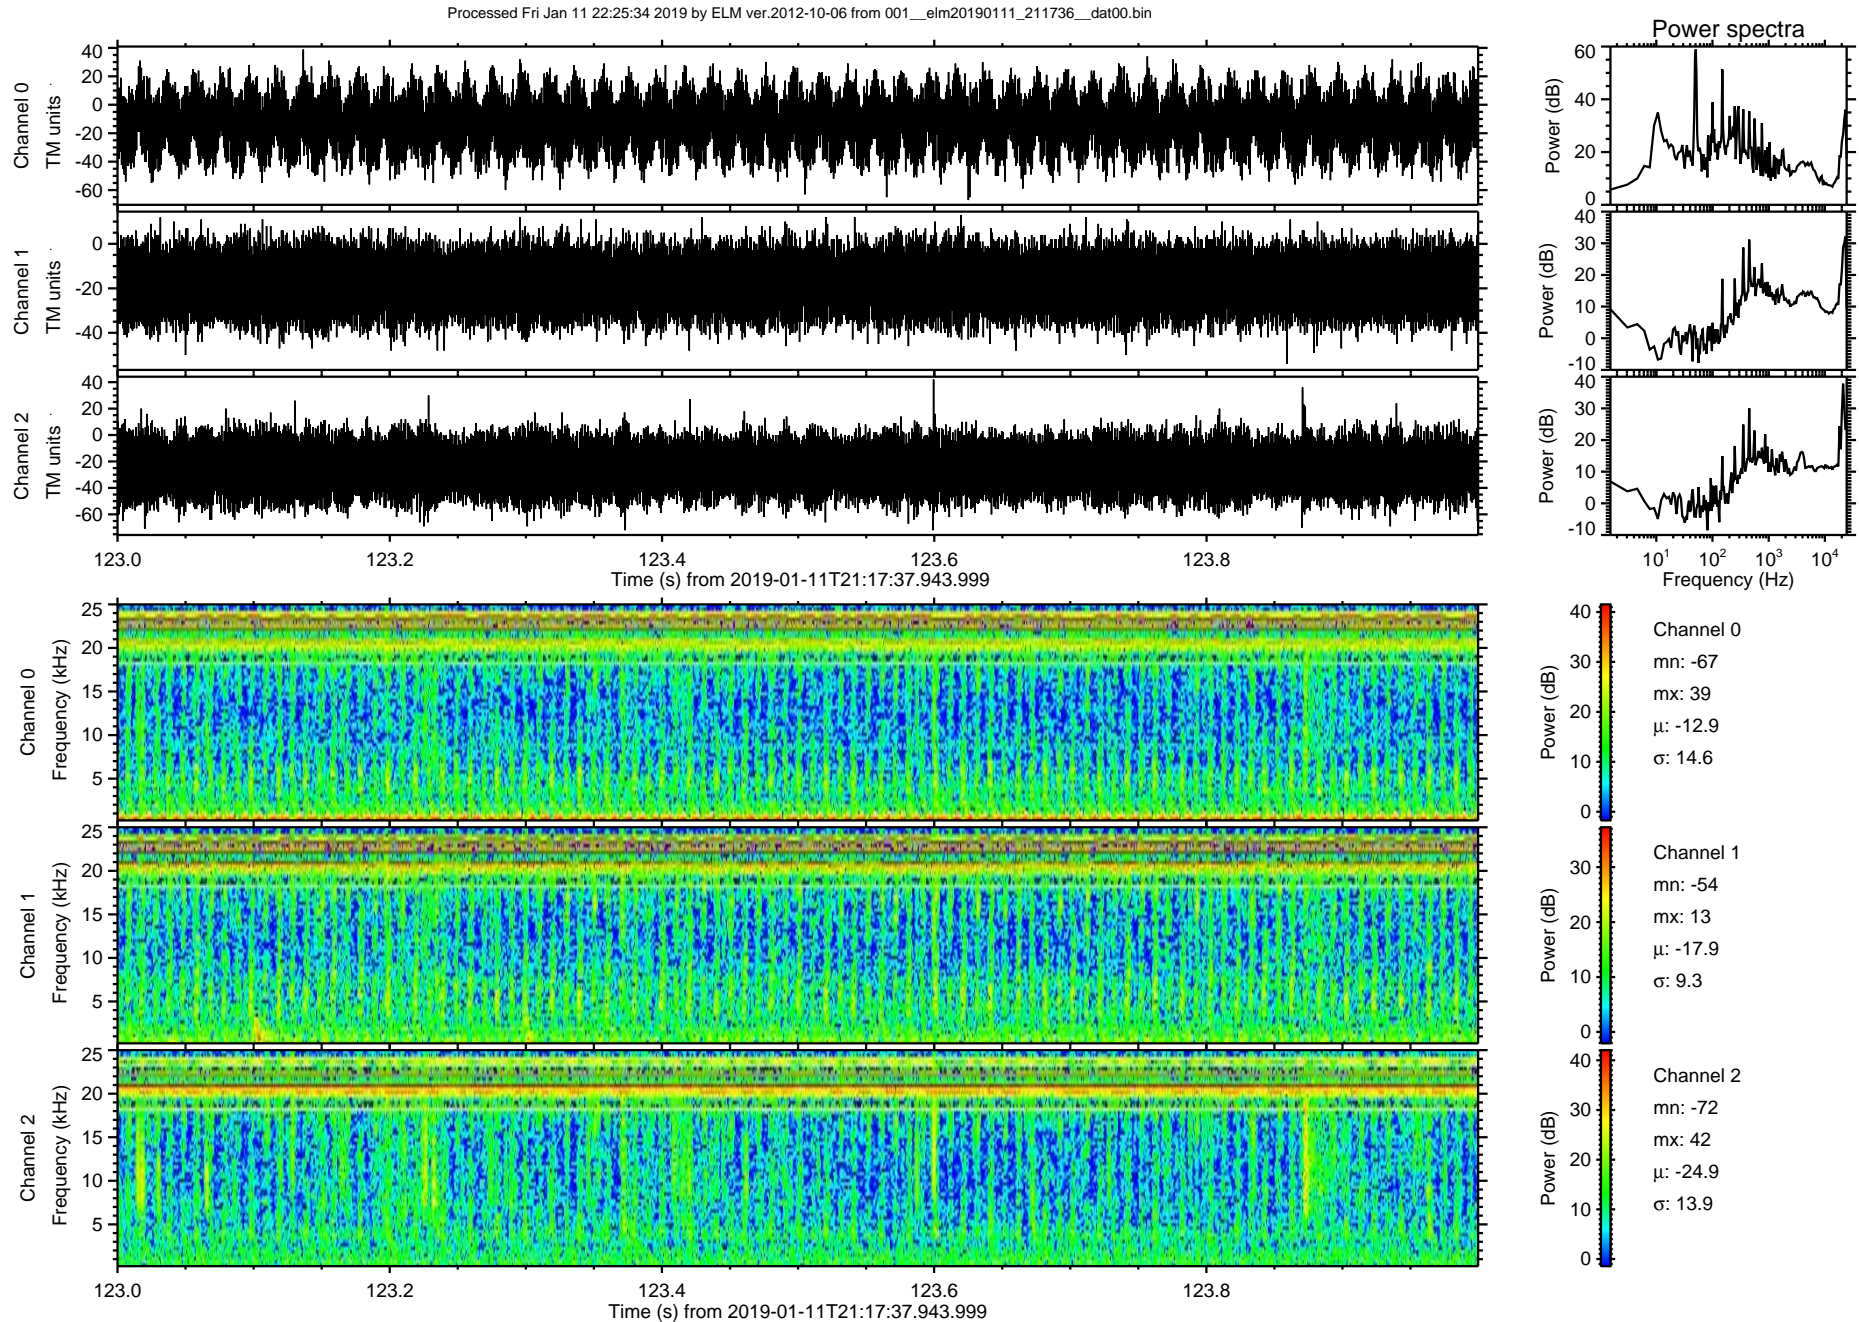 Processed Fri Jan 11 22:25:34 2019 by ELM ver.2012-10-06 from 001__elm20190111_211736__dat00.bin
Power spectra
Channel 0
TM units
40
20
0
-20
-40
-60
Power (dB)
60
40
20
0
Channel 1
TM units
0
-20
-40
Power (dB)
40
30
20
10
0
-10
Channel 2
TM units
40
20
0
-20
-40
-60
Power (dB)
40
30
20
10
0
-10
123.0 123.2 123.4 123.6 123.8
Time (s) from 2019-01-11T21:17:37.943.999
10^1 10^2 10^3 10^4
Frequency (Hz)
Channel 0
Frequency (kHz)
25
20
15
10
5
Power (dB)
40
30
20
10
0
Channel 0
mn: -67
mx: 39
μ: -12.9
σ: 14.6
Channel 1
Frequency (kHz)
25
20
15
10
5
Power (dB)
30
20
10
0
Channel 1
mn: -54
mx: 13
μ: -17.9
σ: 9.3
Channel 2
Frequency (kHz)
25
20
15
10
5
Power (dB)
40
30
20
10
0
Channel 2
mn: -72
mx: 42
μ: -24.9
σ: 13.9
123.0 123.2 123.4 123.6 123.8
Time (s) from 2019-01-11T21:17:37.943.999